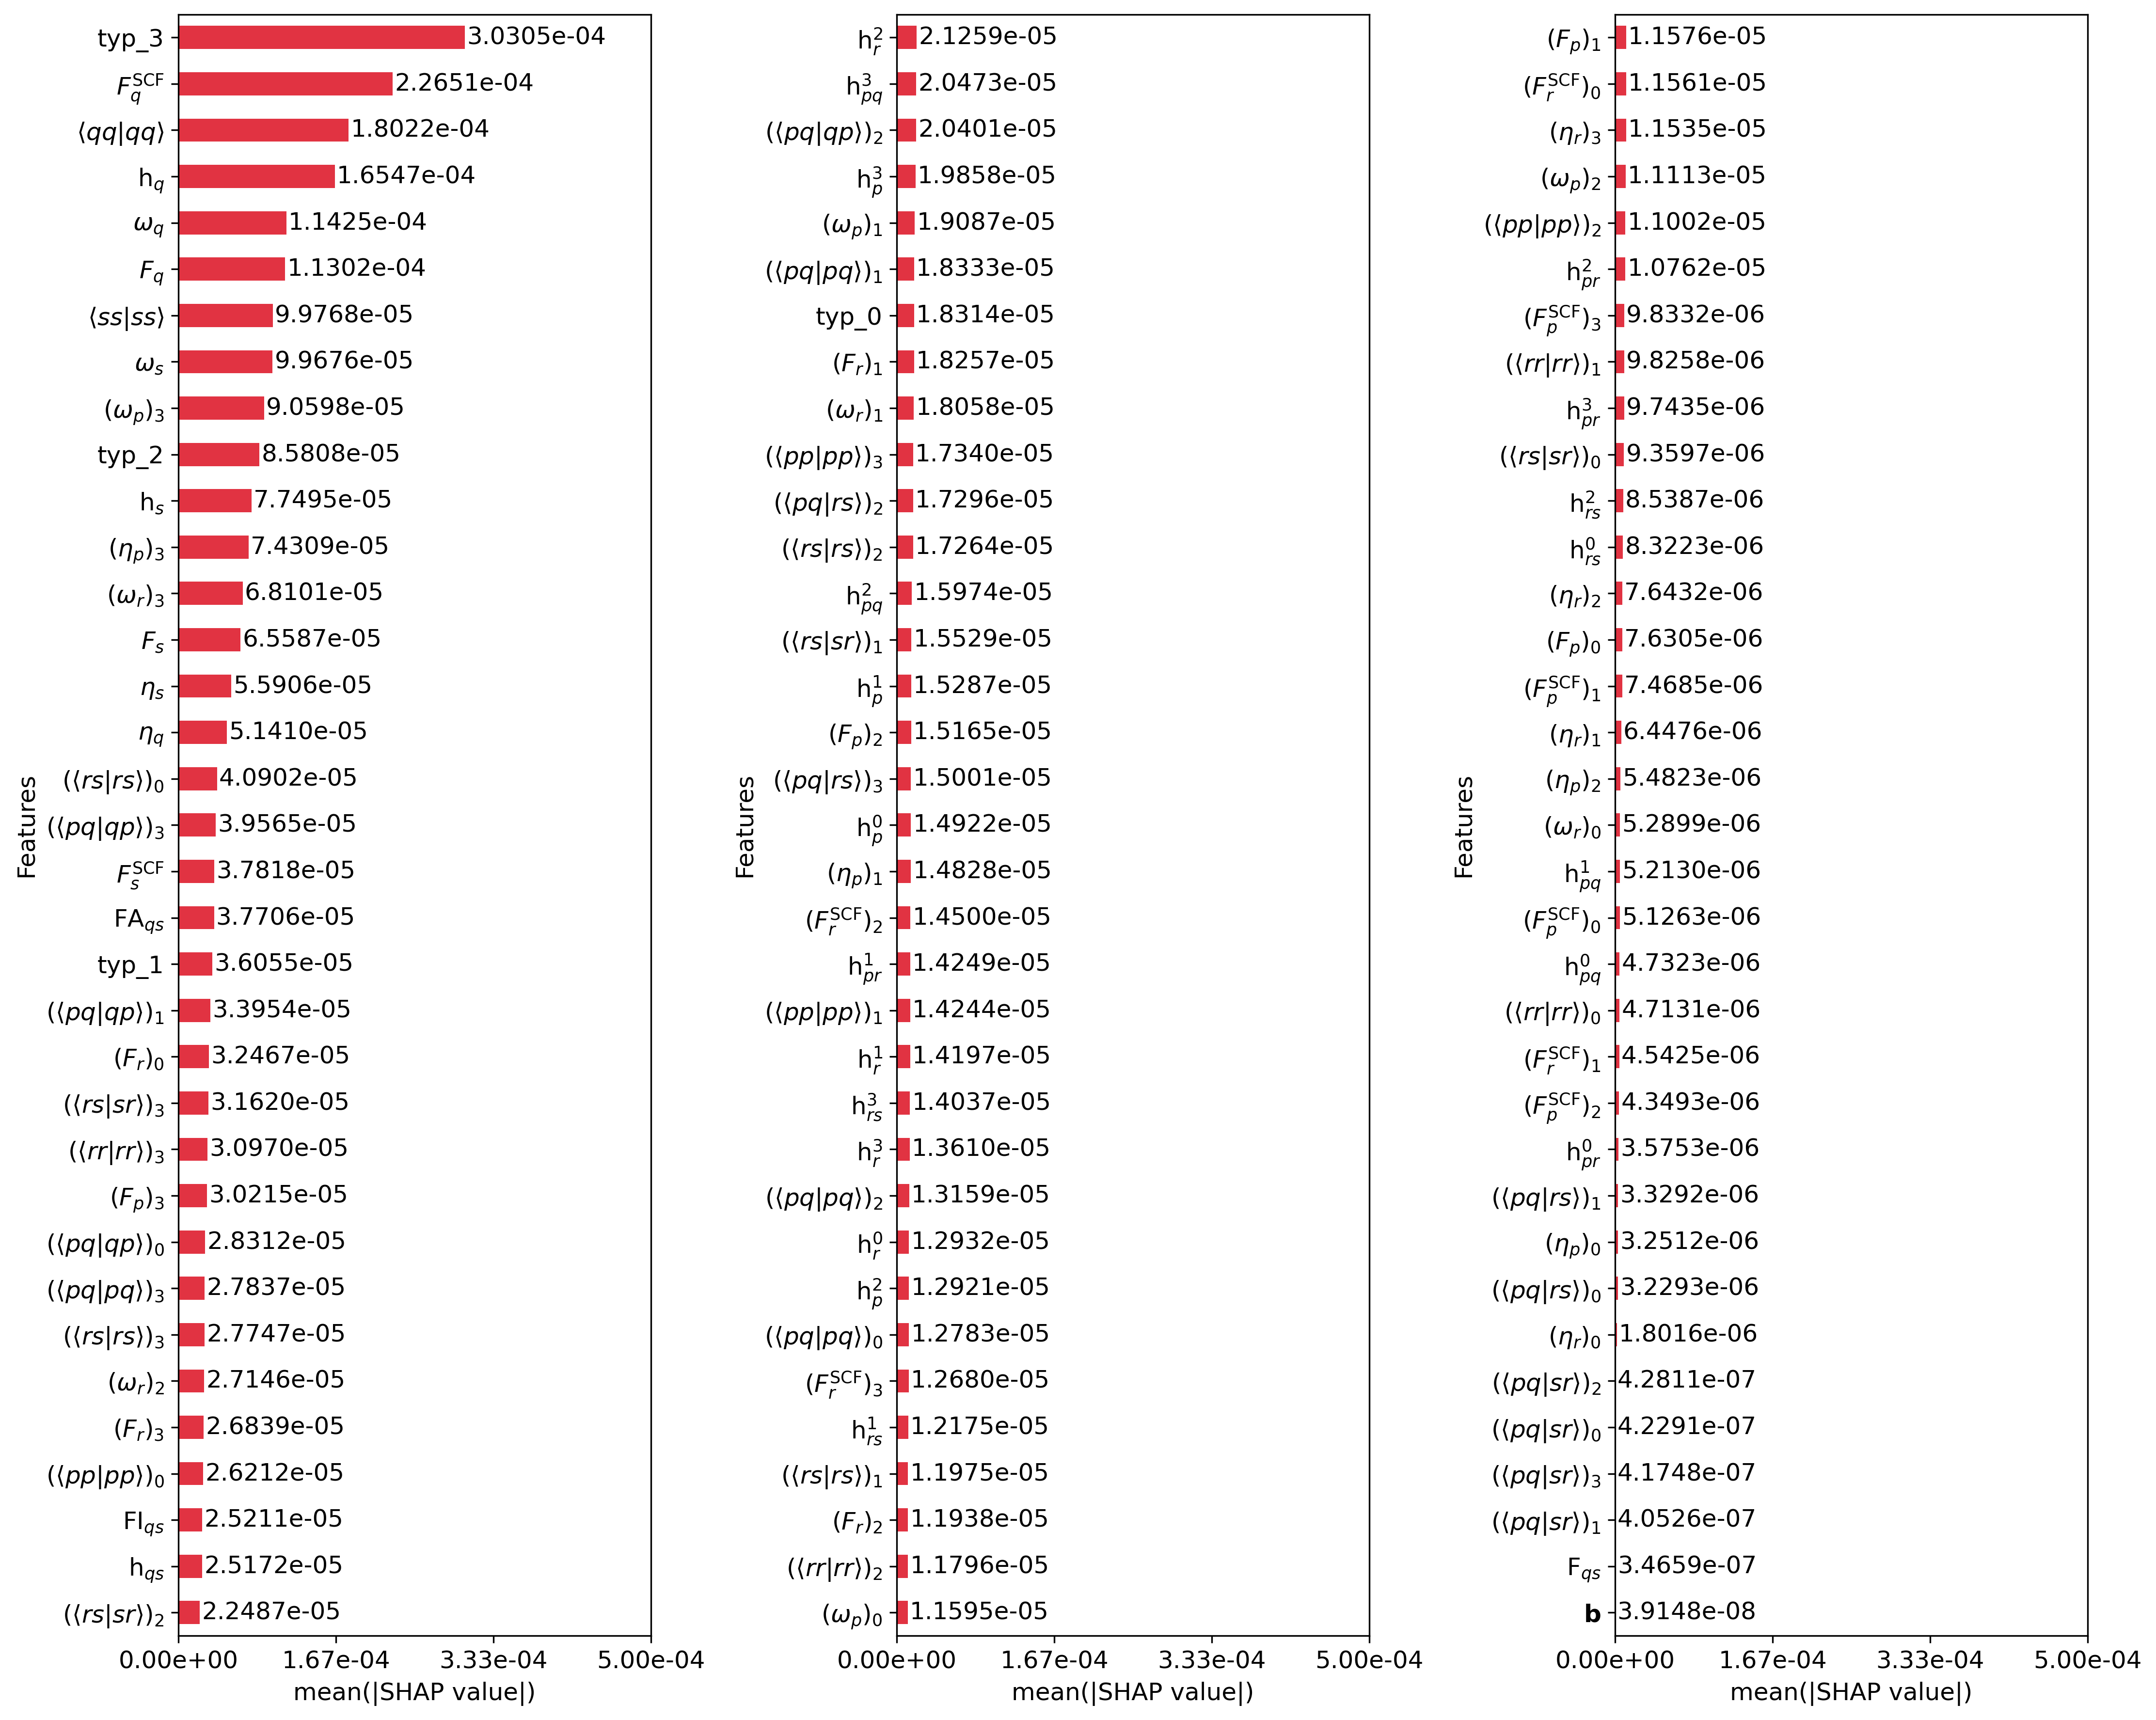 typ_3 3.0305e-04
F_q^SCF 2.2651e-04
⟨qq|qq⟩ 1.8022e-04
h_q 1.6547e-04
ω_q 1.1425e-04
F_q 1.1302e-04
⟨ss|ss⟩ 9.9768e-05
ω_s 9.9676e-05
(ω_p)_3 9.0598e-05
typ_2 8.5808e-05
h_s 7.7495e-05
(η_p)_3 7.4309e-05
(ω_r)_3 6.8101e-05
F_s 6.5587e-05
η_s 5.5906e-05
η_q 5.1410e-05
(⟨rs|rs⟩)_0 4.0902e-05
(⟨pq|qp⟩)_3 3.9565e-05
F_s^SCF 3.7818e-05
FA_qs 3.7706e-05
typ_1 3.6055e-05
(⟨pq|qp⟩)_1 3.3954e-05
(F_r)_0 3.2467e-05
(⟨rs|sr⟩)_3 3.1620e-05
(⟨rr|rr⟩)_3 3.0970e-05
(F_p)_3 3.0215e-05
(⟨pq|qp⟩)_0 2.8312e-05
(⟨pq|pq⟩)_3 2.7837e-05
(⟨rs|rs⟩)_3 2.7747e-05
(ω_r)_2 2.7146e-05
(F_r)_3 2.6839e-05
(⟨pp|pp⟩)_0 2.6212e-05
FI_qs 2.5211e-05
h_qs 2.5172e-05
(⟨rs|sr⟩)_2 2.2487e-05
0.00e+00 1.67e-04 3.33e-04 5.00e-04
mean(|SHAP value|)
Features
h_r^2 2.1259e-05
h_pq^3 2.0473e-05
(⟨pq|qp⟩)_2 2.0401e-05
h_p^3 1.9858e-05
(ω_p)_1 1.9087e-05
(⟨pq|pq⟩)_1 1.8333e-05
typ_0 1.8314e-05
(F_r)_1 1.8257e-05
(ω_r)_1 1.8058e-05
(⟨pp|pp⟩)_3 1.7340e-05
(⟨pq|rs⟩)_2 1.7296e-05
(⟨rs|rs⟩)_2 1.7264e-05
h_pq^2 1.5974e-05
(⟨rs|sr⟩)_1 1.5529e-05
h_p^1 1.5287e-05
(F_p)_2 1.5165e-05
(⟨pq|rs⟩)_3 1.5001e-05
h_p^0 1.4922e-05
(η_p)_1 1.4828e-05
(F_r^SCF)_2 1.4500e-05
h_pr^1 1.4249e-05
(⟨pp|pp⟩)_1 1.4244e-05
h_r^1 1.4197e-05
h_rs^3 1.4037e-05
h_r^3 1.3610e-05
(⟨pq|pq⟩)_2 1.3159e-05
h_r^0 1.2932e-05
h_p^2 1.2921e-05
(⟨pq|pq⟩)_0 1.2783e-05
(F_r^SCF)_3 1.2680e-05
h_rs^1 1.2175e-05
(⟨rs|rs⟩)_1 1.1975e-05
(F_r)_2 1.1938e-05
(⟨rr|rr⟩)_2 1.1796e-05
(ω_p)_0 1.1595e-05
0.00e+00 1.67e-04 3.33e-04 5.00e-04
mean(|SHAP value|)
Features
(F_p)_1 1.1576e-05
(F_r^SCF)_0 1.1561e-05
(η_r)_3 1.1535e-05
(ω_p)_2 1.1113e-05
(⟨pp|pp⟩)_2 1.1002e-05
h_pr^2 1.0762e-05
(F_p^SCF)_3 9.8332e-06
(⟨rr|rr⟩)_1 9.8258e-06
h_pr^3 9.7435e-06
(⟨rs|sr⟩)_0 9.3597e-06
h_rs^2 8.5387e-06
h_rs^0 8.3223e-06
(η_r)_2 7.6432e-06
(F_p)_0 7.6305e-06
(F_p^SCF)_1 7.4685e-06
(η_r)_1 6.4476e-06
(η_p)_2 5.4823e-06
(ω_r)_0 5.2899e-06
h_pq^1 5.2130e-06
(F_p^SCF)_0 5.1263e-06
h_pq^0 4.7323e-06
(⟨rr|rr⟩)_0 4.7131e-06
(F_r^SCF)_1 4.5425e-06
(F_p^SCF)_2 4.3493e-06
h_pr^0 3.5753e-06
(⟨pq|rs⟩)_1 3.3292e-06
(η_p)_0 3.2512e-06
(⟨pq|rs⟩)_0 3.2293e-06
(η_r)_0 1.8016e-06
(⟨pq|sr⟩)_2 4.2811e-07
(⟨pq|sr⟩)_0 4.2291e-07
(⟨pq|sr⟩)_3 4.1748e-07
(⟨pq|sr⟩)_1 4.0526e-07
F_qs 3.4659e-07
b 3.9148e-08
0.00e+00 1.67e-04 3.33e-04 5.00e-04
mean(|SHAP value|)
Features